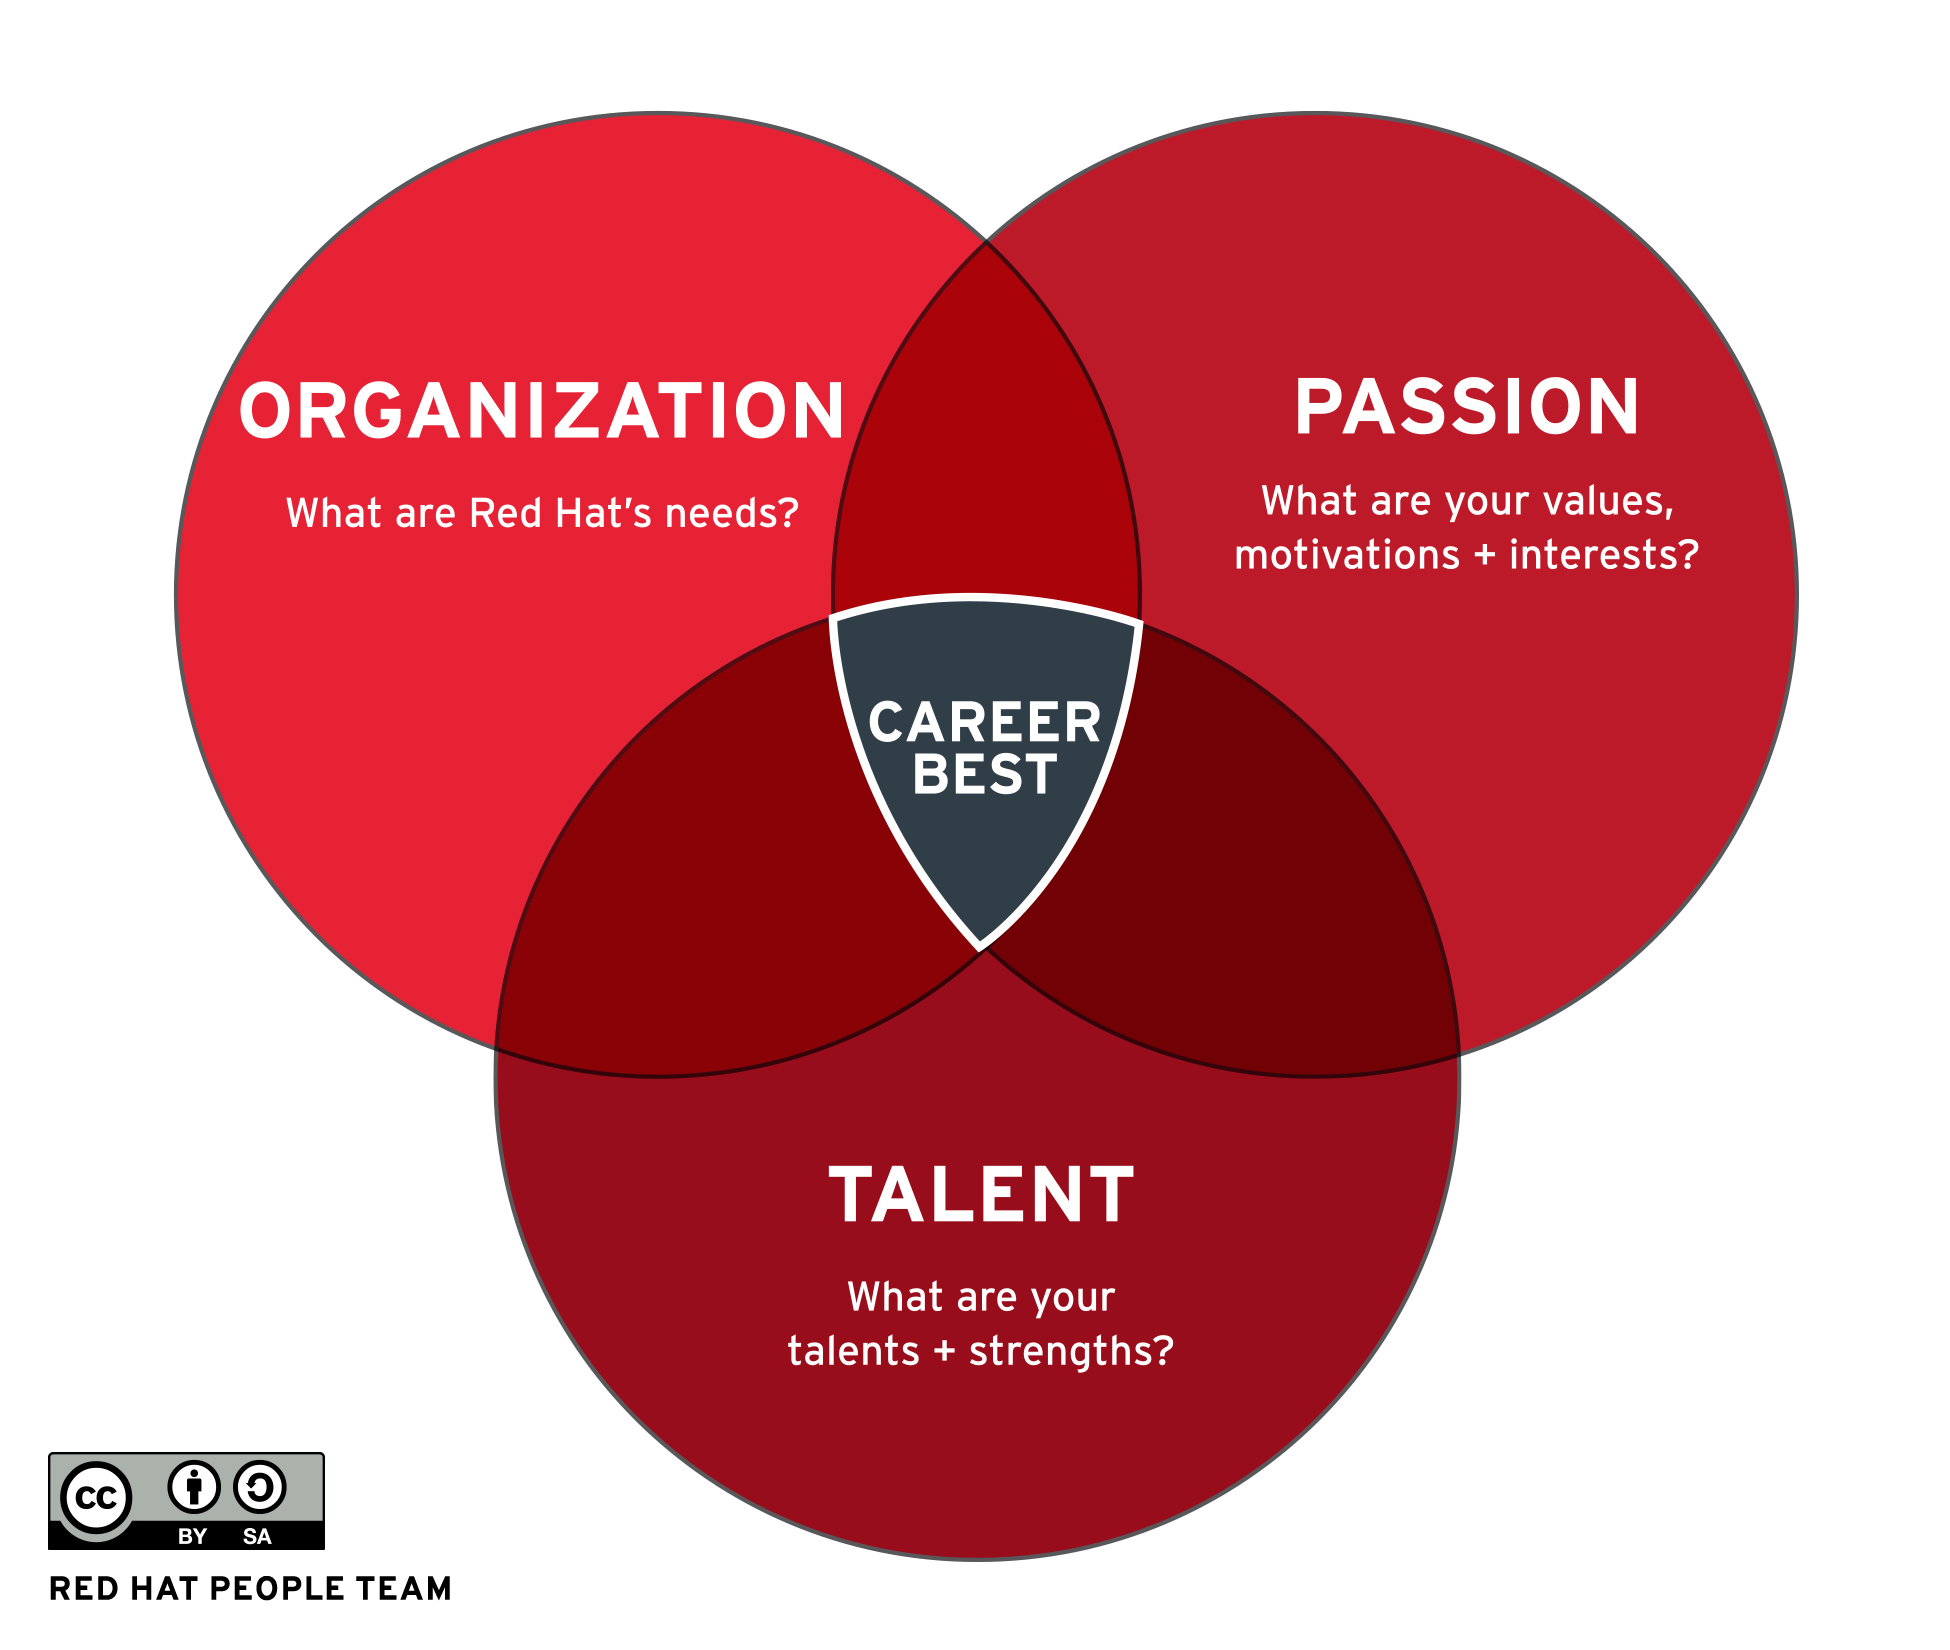 ORGANIZATION
What are Red Hat’s needs?
PASSION
What are your values,
motivations + interests?
CAREER
BEST
TALENT
What are your
talents + strengths?
CC
BY SA
RED HAT PEOPLE TEAM